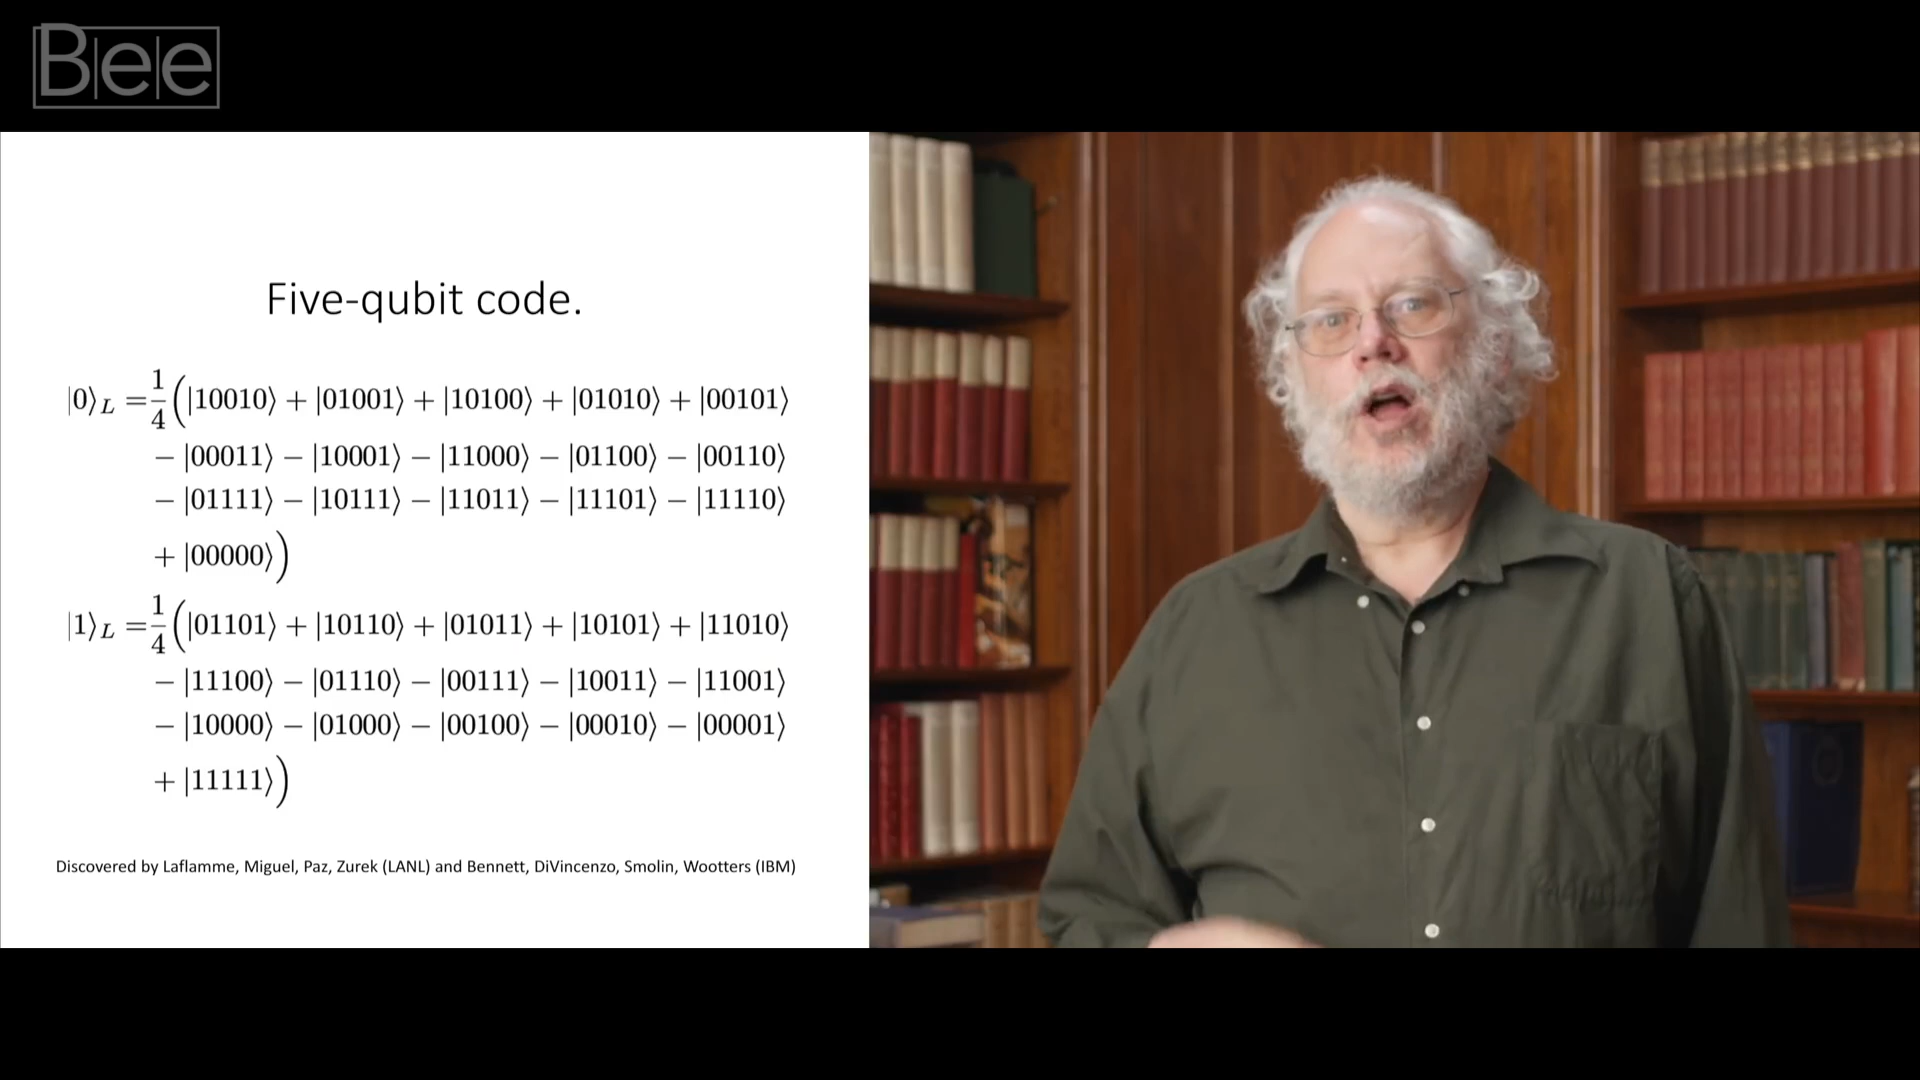 Bee
Five-qubit code.
|0⟩L = 1/4 (|10010⟩ + |01001⟩ + |10100⟩ + |01010⟩ + |00101⟩
− |00011⟩ − |10001⟩ − |11000⟩ − |01100⟩ − |00110⟩
− |01111⟩ − |10111⟩ − |11011⟩ − |11101⟩ − |11110⟩
+ |00000⟩)
|1⟩L = 1/4 (|01101⟩ + |10110⟩ + |01011⟩ + |10101⟩ + |11010⟩
− |11100⟩ − |01110⟩ − |00111⟩ − |10011⟩ − |11001⟩
− |10000⟩ − |01000⟩ − |00100⟩ − |00010⟩ − |00001⟩
+ |11111⟩)
Discovered by Laflamme, Miguel, Paz, Zurek (LANL) and Bennett, DiVincenzo, Smolin, Wootters (IBM)